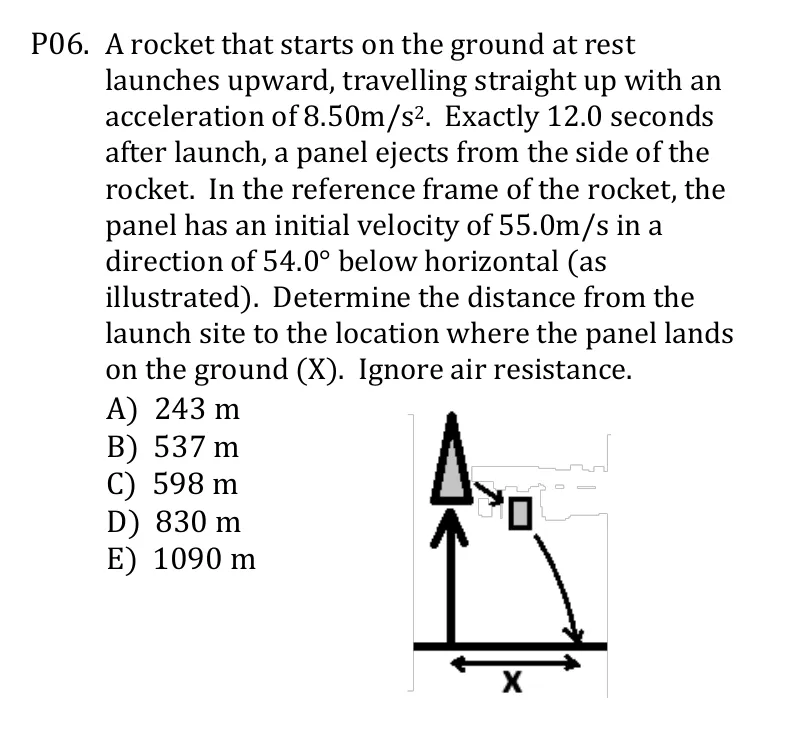 P06. A rocket that starts on the ground at rest
launches upward, travelling straight up with an
acceleration of 8.50m/s². Exactly 12.0 seconds
after launch, a panel ejects from the side of the
rocket. In the reference frame of the rocket, the
panel has an initial velocity of 55.0m/s in a
direction of 54.0° below horizontal (as
illustrated). Determine the distance from the
launch site to the location where the panel lands
on the ground (X). Ignore air resistance.
A) 243 m
B) 537 m
C) 598 m
D) 830 m
E) 1090 m
X